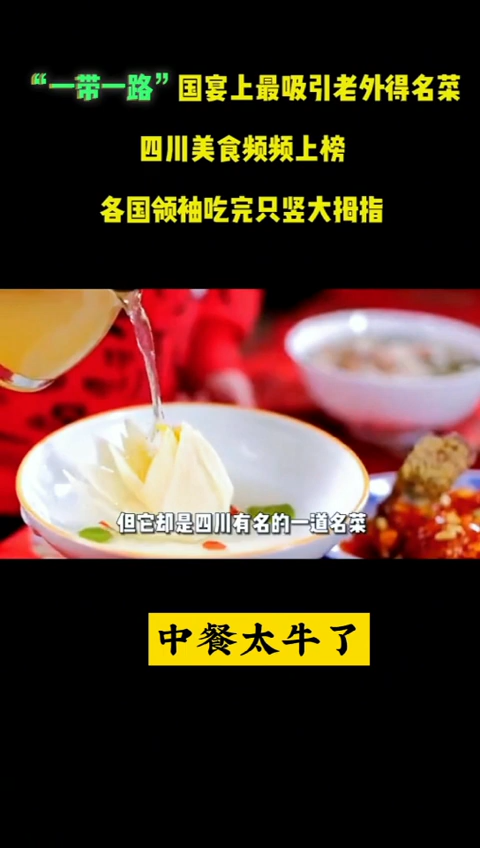 “一带一路”国宴上最吸引老外得名菜
四川美食频频上榜
各国领袖吃完只竖大拇指
但它却是四川有名的一道名菜
中餐太牛了